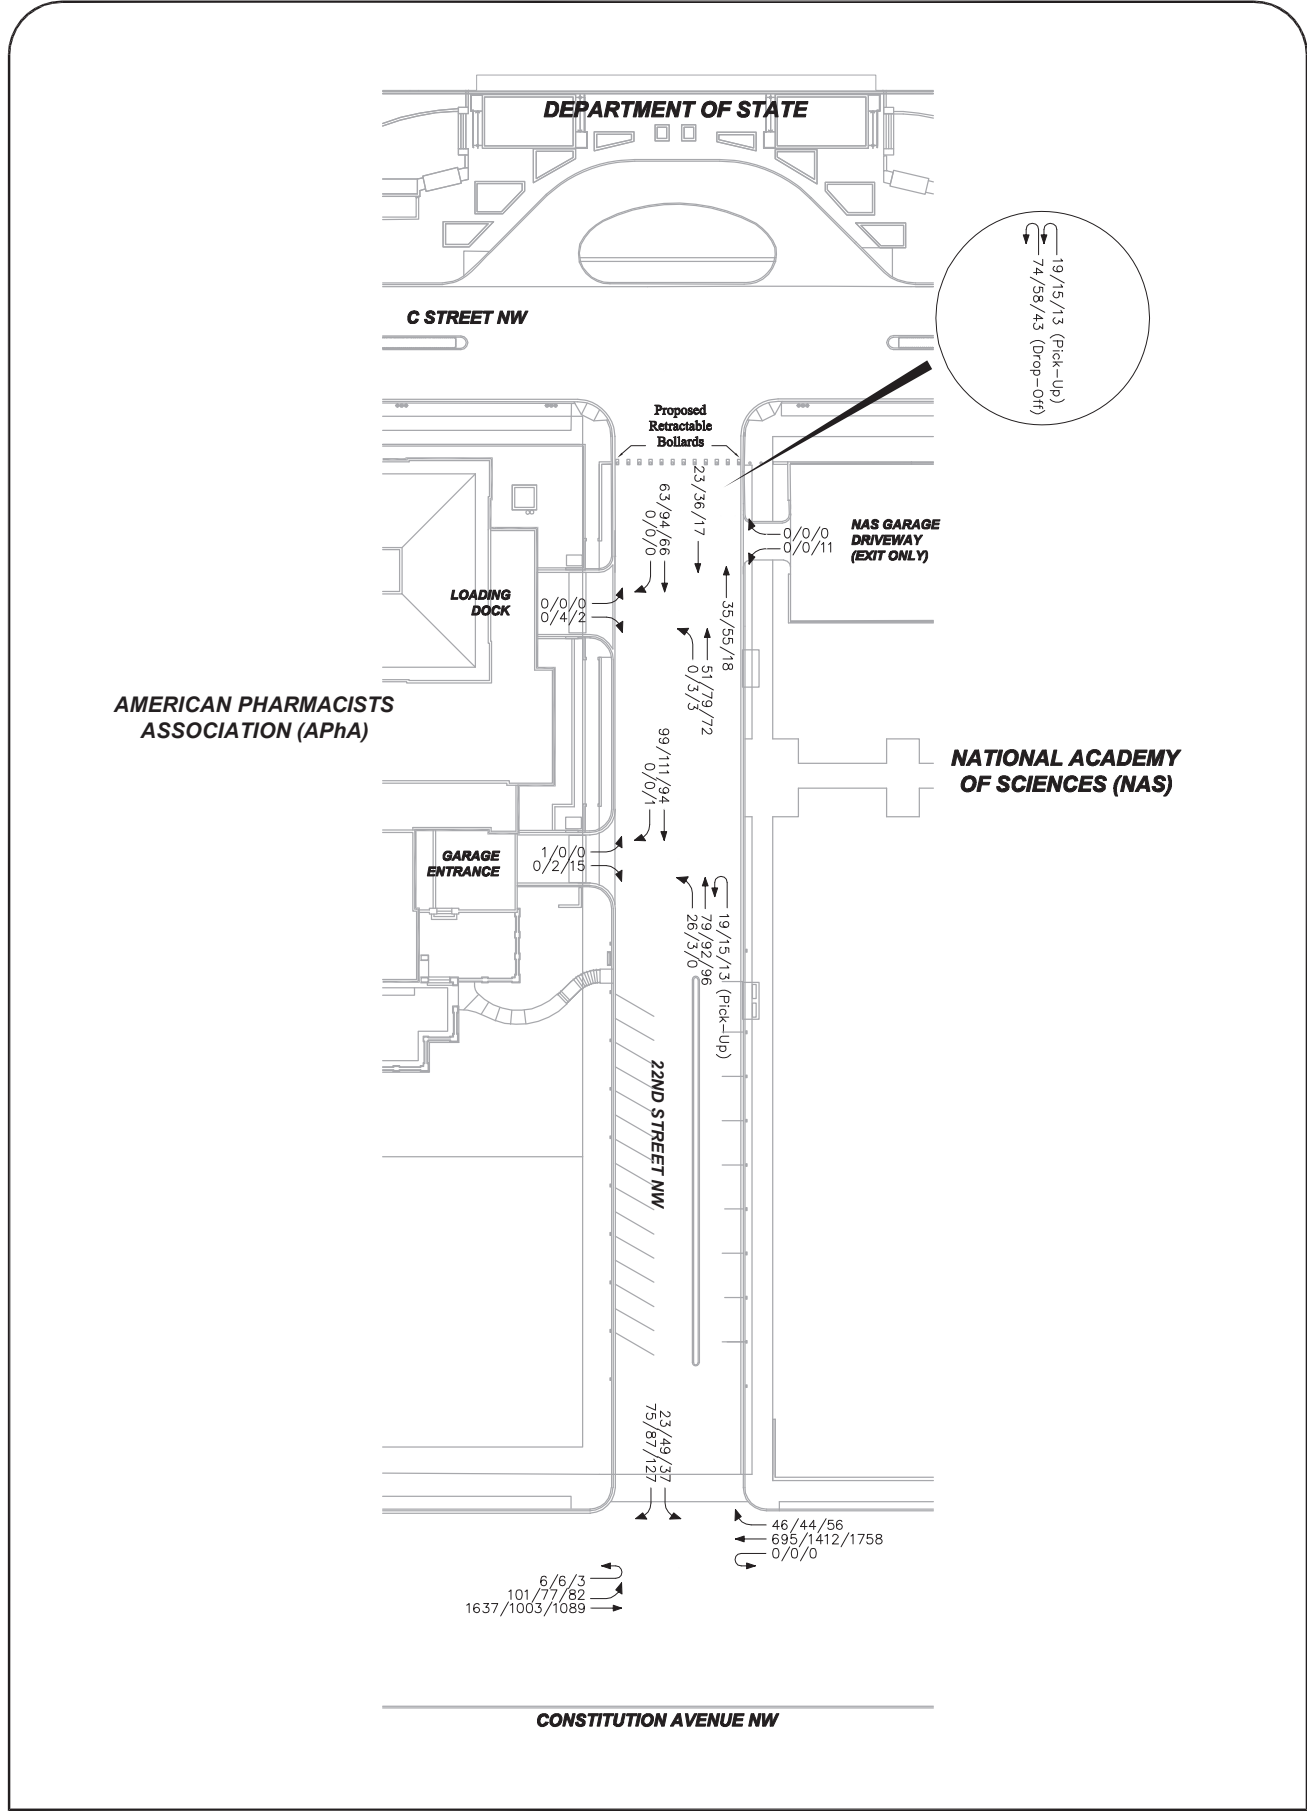 DEPARTMENT OF STATE
19/15/13 (Pick-Up)
74/58/43 (Drop-Off)
C STREET NW
Proposed
Retractable
Bollards
23/36/17
63/94/66
0/0/0
0/0/0
0/0/11
NAS GARAGE
DRIVEWAY
(EXIT ONLY)
LOADING
DOCK
0/0/0
0/4/2
35/55/18
51/79/72
0/3/3
AMERICAN PHARMACISTS
ASSOCIATION (APhA)
99/111/94
0/0/1
NATIONAL ACADEMY
OF SCIENCES (NAS)
GARAGE
ENTRANCE
1/0/0
0/2/15
19/15/13 (Pick-Up)
79/92/96
26/3/0
22ND STREET NW
23/49/37
75/87/127
46/44/56
695/1412/1758
0/0/0
6/6/3
101/77/82
1637/1003/1089
CONSTITUTION AVENUE NW